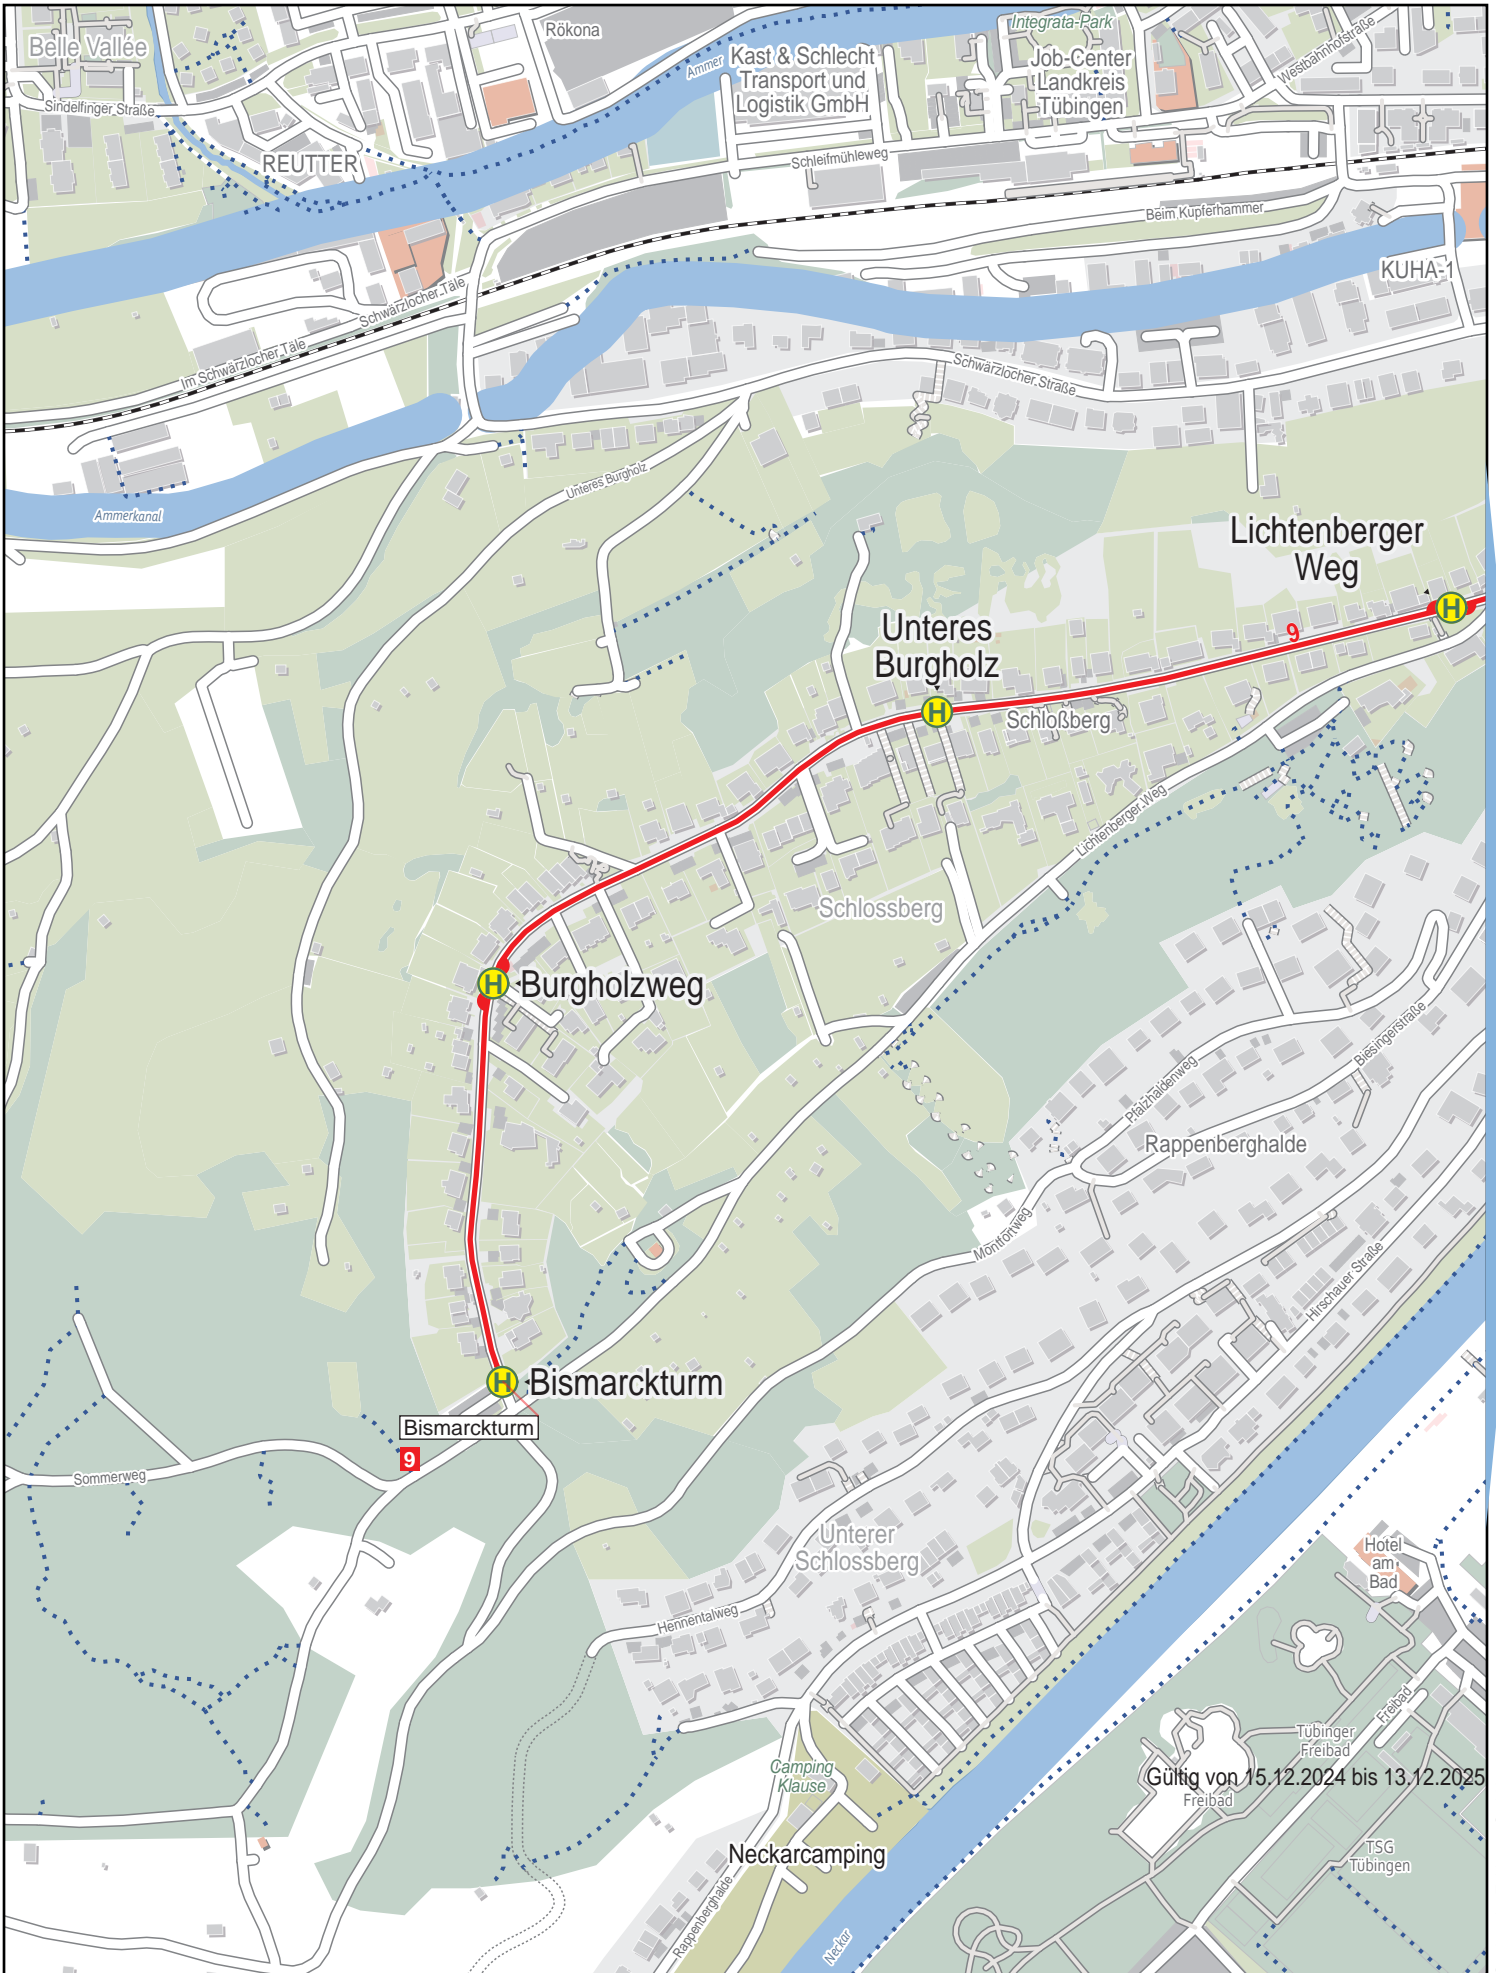 Belle Vallée
Sindelfinger Straße
REUTTER
Rökona
Ammer
Kast & Schlecht
Transport und
Logistik GmbH
Integrata-Park
Job-Center
Landkreis
Tübingen
Westbahnhofstraße
Schleifmühleweg
Beim Kupferhammer
KUHA-1
Schwärzlocher Täle
Im Schwärzlocher Täle
Schwärzlocher Straße
Unteres Burgholz
Ammerkanal
Lichtenberger
Weg
H
9
Unteres
Burgholz
H
Schloßberg
Lichtenberger Weg
Schlossberg
H
Burgholzweg
Pfalzhaldenweg
Biesingerstraße
Rappenberghalde
Montfortweg
Hirschauer Straße
H
Bismarckturm
Bismarckturm
9
Sommerweg
Unterer
Schlossberg
Hennentalweg
Hotel
am
Bad
Freibad
Tübinger
Freibad
Gültig von 15.12.2024 bis 13.12.2025
Freibad
Camping
Klause
Neckarcamping
TSG
Tübingen
Rappenberghalde
Neckar